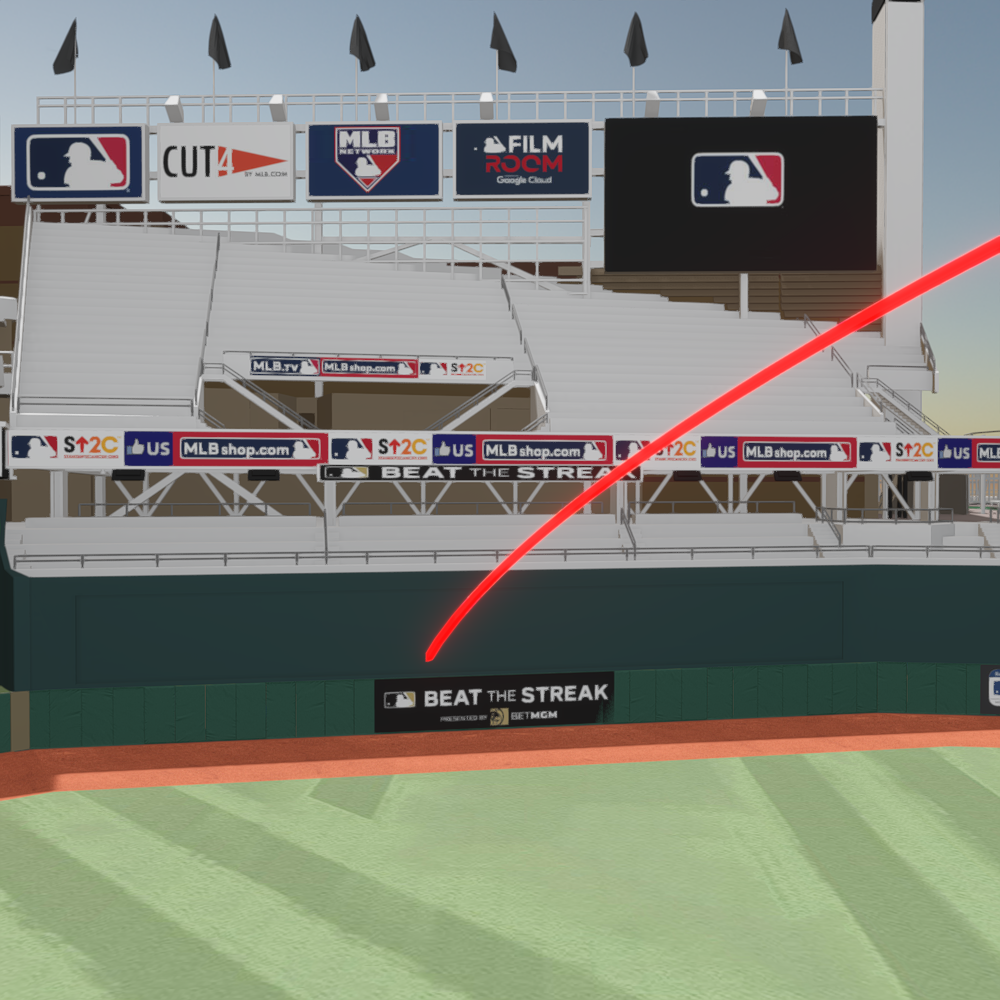 CUT4
BY MLB.COM
MLB
NETWORK
FILM
ROOM
Google Cloud
MLB.TV
MLBshop.com
S↑2C
S↑2C
US
MLBshop.com
S↑2C
US
MLBshop.com
2C
US
MLBshop.com
S↑2C
US
BEAT THE STREAK
BEAT THE STREAK
PRESENTED BY BETMGM